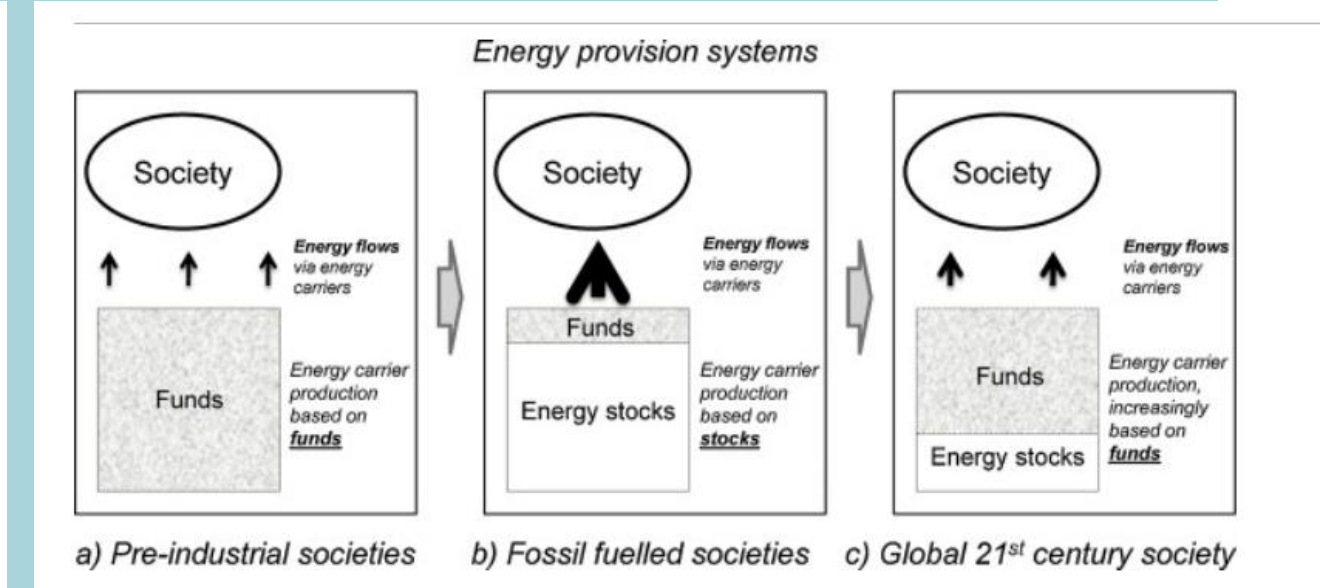 Energy provision systems
Society
Energy flows
via energy
carriers
Funds
Energy carrier
production
based on
funds
a) Pre-industrial societies
Society
Energy flows
via energy
carriers
Funds
Energy stocks
Energy carrier
production
based on
stocks
b) Fossil fuelled societies
Society
Energy flows
via energy
carriers
Funds
Energy stocks
Energy carrier
production,
increasingly
based on
funds
c) Global 21st century society